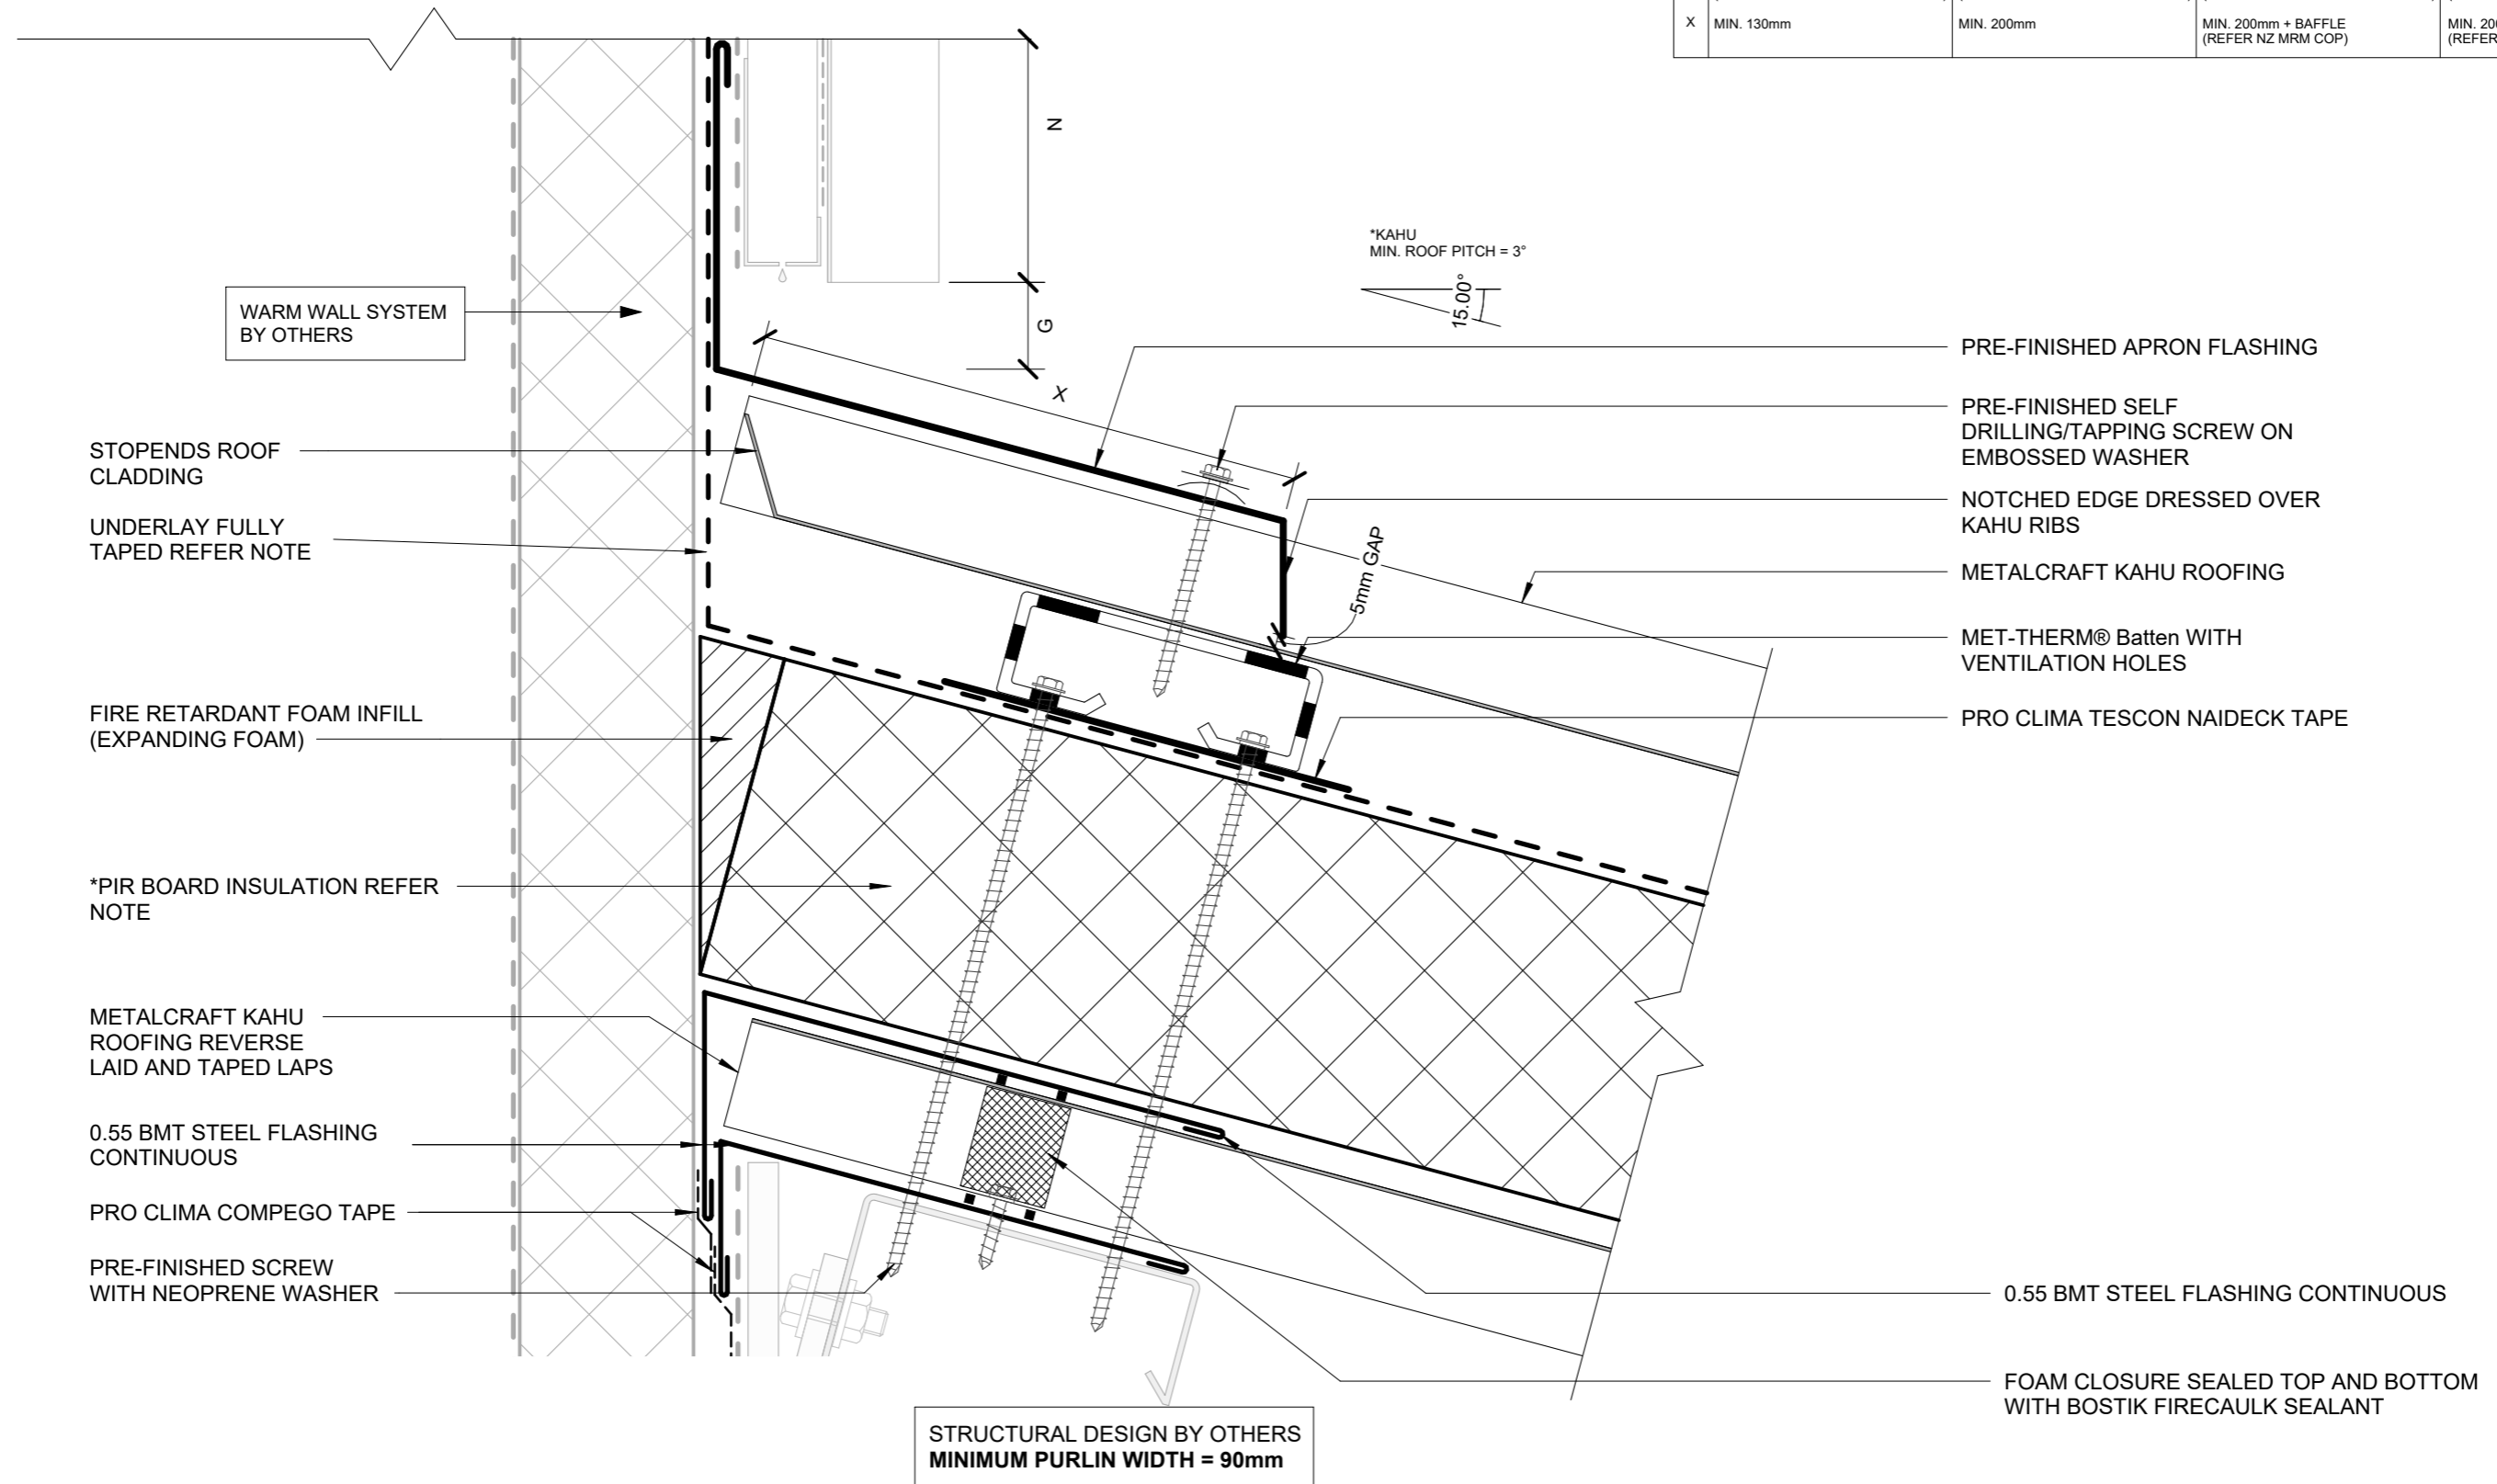 X
MIN. 130mm
MIN. 200mm
MIN. 200mm + BAFFLE
(REFER NZ MRM COP)
(REFER
N
G
X
*KAHU
MIN. ROOF PITCH = 3°
15.00°
WARM WALL SYSTEM
BY OTHERS
STOPENDS ROOF
CLADDING
UNDERLAY FULLY
TAPED REFER NOTE
FIRE RETARDANT FOAM INFILL
(EXPANDING FOAM)
*PIR BOARD INSULATION REFER
NOTE
METALCRAFT KAHU
ROOFING REVERSE
LAID AND TAPED LAPS
0.55 BMT STEEL FLASHING
CONTINUOUS
PRO CLIMA COMPEGO TAPE
PRE-FINISHED SCREW
WITH NEOPRENE WASHER
5mm GAP
PRE-FINISHED APRON FLASHING
PRE-FINISHED SELF
DRILLING/TAPPING SCREW ON
EMBOSSED WASHER
NOTCHED EDGE DRESSED OVER
KAHU RIBS
METALCRAFT KAHU ROOFING
MET-THERM® Batten WITH
VENTILATION HOLES
PRO CLIMA TESCON NAIDECK TAPE
0.55 BMT STEEL FLASHING CONTINUOUS
FOAM CLOSURE SEALED TOP AND BOTTOM
WITH BOSTIK FIRECAULK SEALANT
STRUCTURAL DESIGN BY OTHERS
MINIMUM PURLIN WIDTH = 90mm